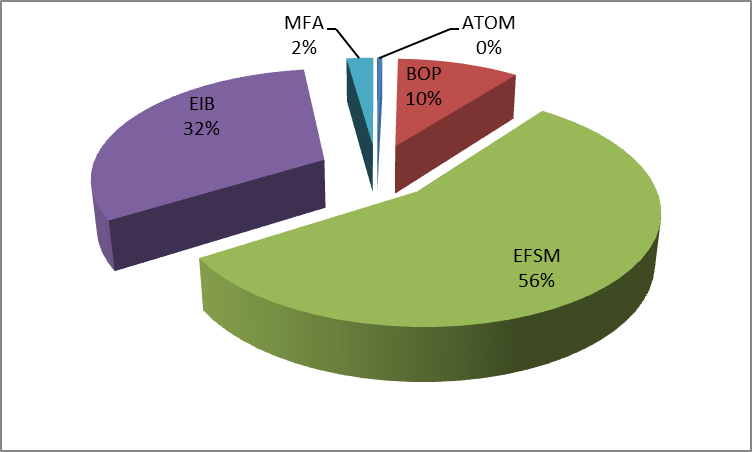 MFA
2%
ATOM
0%
BOP
10%
EIB
32%
EFSM
56%